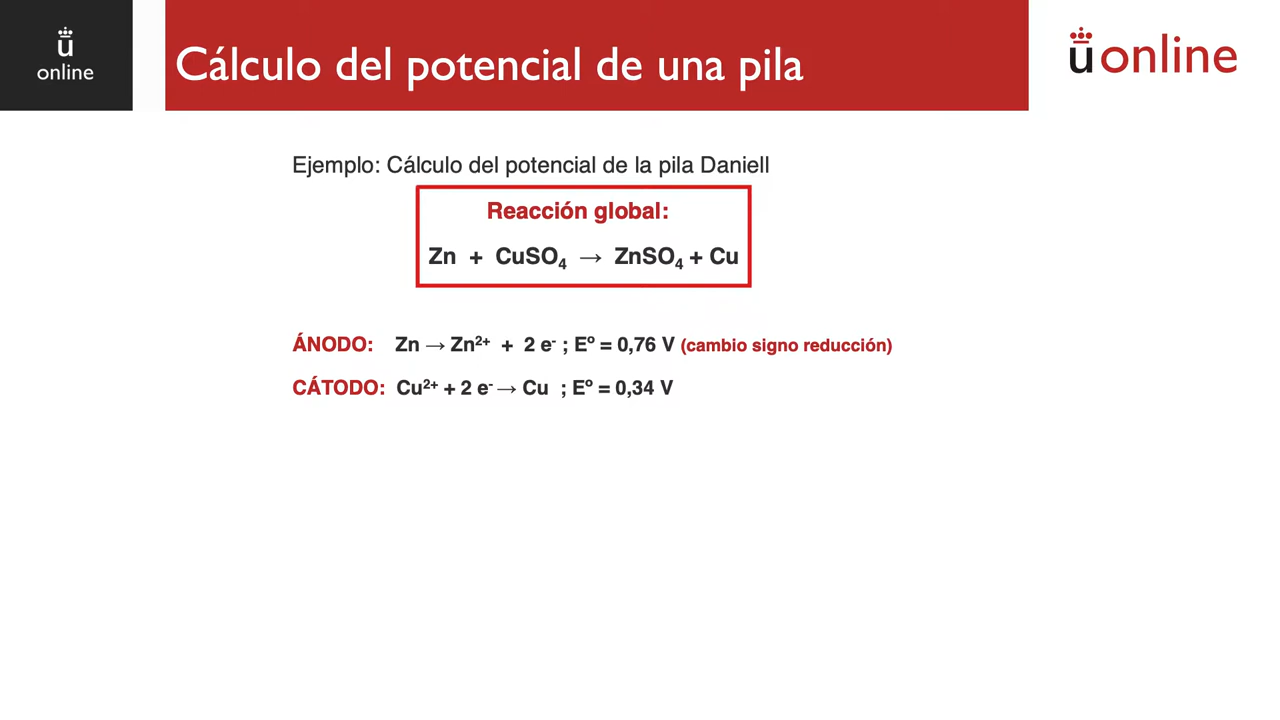 u
online
Cálculo del potencial de una pila
u online
Ejemplo: Cálculo del potencial de la pila Daniell
Reacción global:
Zn + CuSO₄ → ZnSO₄ + Cu
ÁNODO: Zn → Zn²⁺ + 2 e⁻ ; Eº = 0,76 V (cambio signo reducción)
CÁTODO: Cu²⁺ + 2 e⁻ → Cu ; Eº = 0,34 V